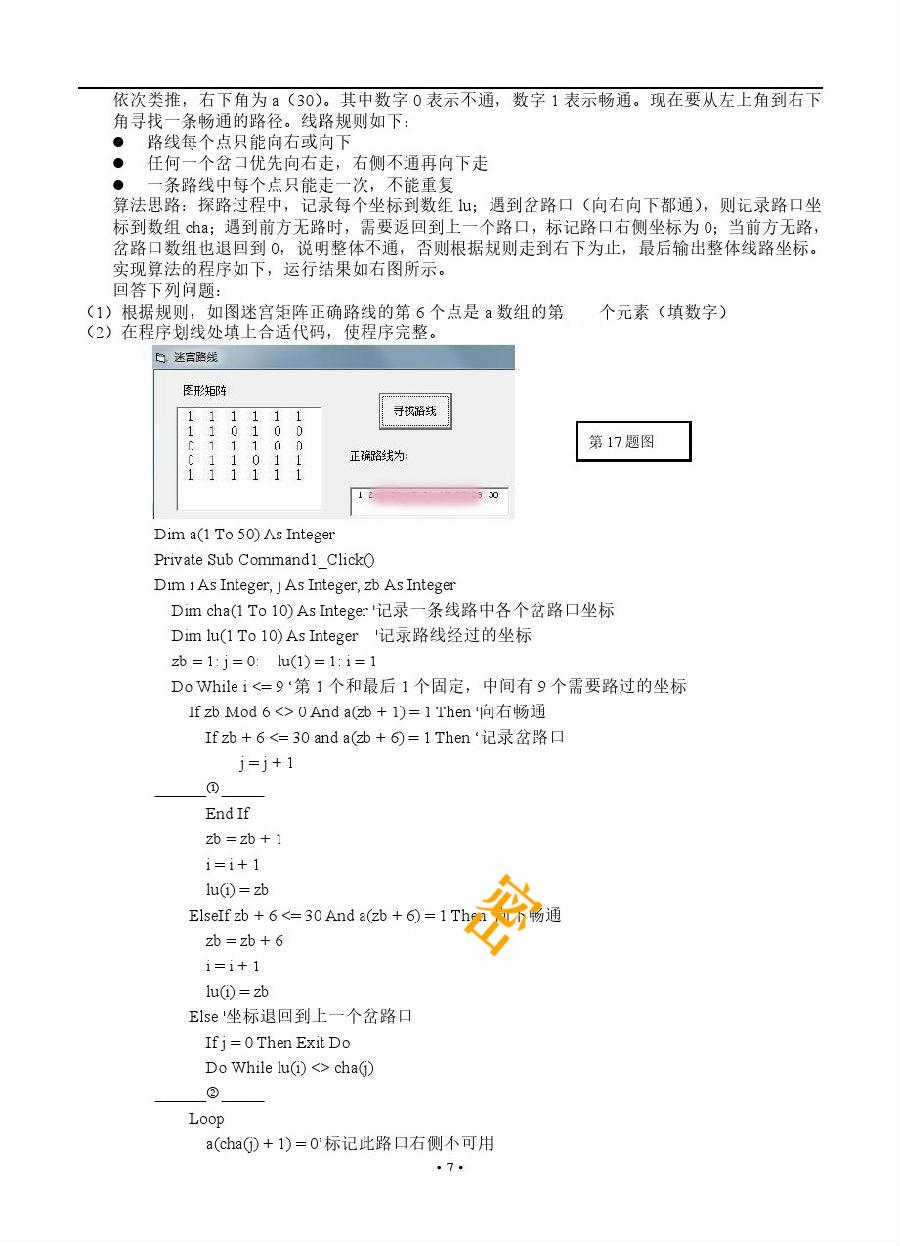 依次类推，右下角为 a（30）。其中数字 0 表示不通，数字 1 表示畅通。现在要从左上角到右下
角寻找一条畅通的路径。线路规则如下：
● 路线每个点只能向右或向下
● 任何一个岔口优先向右走，右侧不通再向下走
● 一条路线中每个点只能走一次，不能重复
算法思路：探路过程中，记录每个坐标到数组 lu；遇到岔路口（向右向下都通），则记录路口坐
标到数组 cha；遇到前方无路时，需要返回到上一个路口，标记路口右侧坐标为 0；当前方无路，
岔路口数组也退回到 0，说明整体不通，否则根据规则走到右下为止，最后输出整体线路坐标。
实现算法的程序如下，运行结果如右图所示。
回答下列问题：
（1）根据规则，如图迷宫矩阵正确路线的第 6 个点是 a 数组的第 个元素（填数字）
（2）在程序划线处填上合适代码，使程序完整。
迷宫路线
图形矩阵
1 1 1 1 1 1
1 1 0 1 0 0
0 1 1 1 0 0
0 1 1 0 1 1
1 1 1 1 1 1
寻找路线
正确路线为:
1 2 30
第 17 题图
Dim a(1 To 50) As Integer
Private Sub Command1_Click()
Dim i As Integer, j As Integer, zb As Integer
Dim cha(1 To 10) As Integer '记录一条线路中各个岔路口坐标
Dim lu(1 To 10) As Integer '记录路线经过的坐标
zb = 1: j = 0: lu(1) = 1: i = 1
Do While i <= 9 ‘第 1 个和最后 1 个固定，中间有 9 个需要路过的坐标
If zb Mod 6 <> 0 And a(zb + 1) = 1 Then '向右畅通
If zb + 6 <= 30 and a(zb + 6) = 1 Then ‘记录岔路口
j = j + 1
______①_____
End If
zb = zb + 1
i = i + 1
lu(i) = zb
ElseIf zb + 6 <= 30 And a(zb + 6) = 1 Then '向下畅通
密
zb = zb + 6
i = i + 1
lu(i) = zb
Else '坐标退回到上一个岔路口
If j = 0 Then Exit Do
Do While lu(i) <> cha(j)
______②_____
Loop
a(cha(j) + 1) = 0' 标记此路口右侧不可用
• 7 •